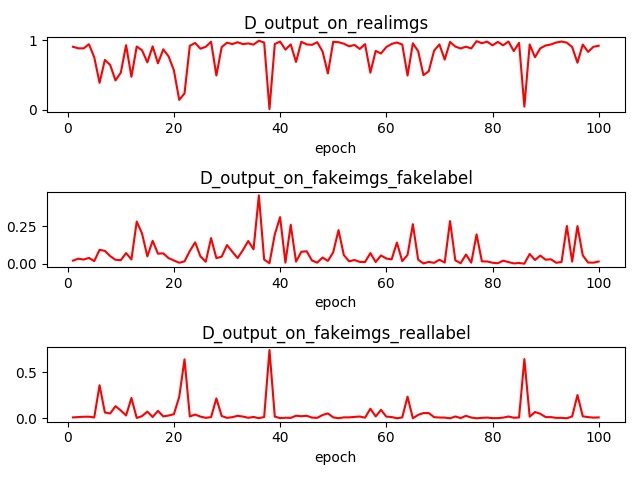 D_output_on_realimgs
1
0
0 20 40 60 80 100
epoch
D_output_on_fakeimgs_fakelabel
0.25
0.00
0 20 40 60 80 100
epoch
D_output_on_fakeimgs_reallabel
0.5
0.0
0 20 40 60 80 100
epoch